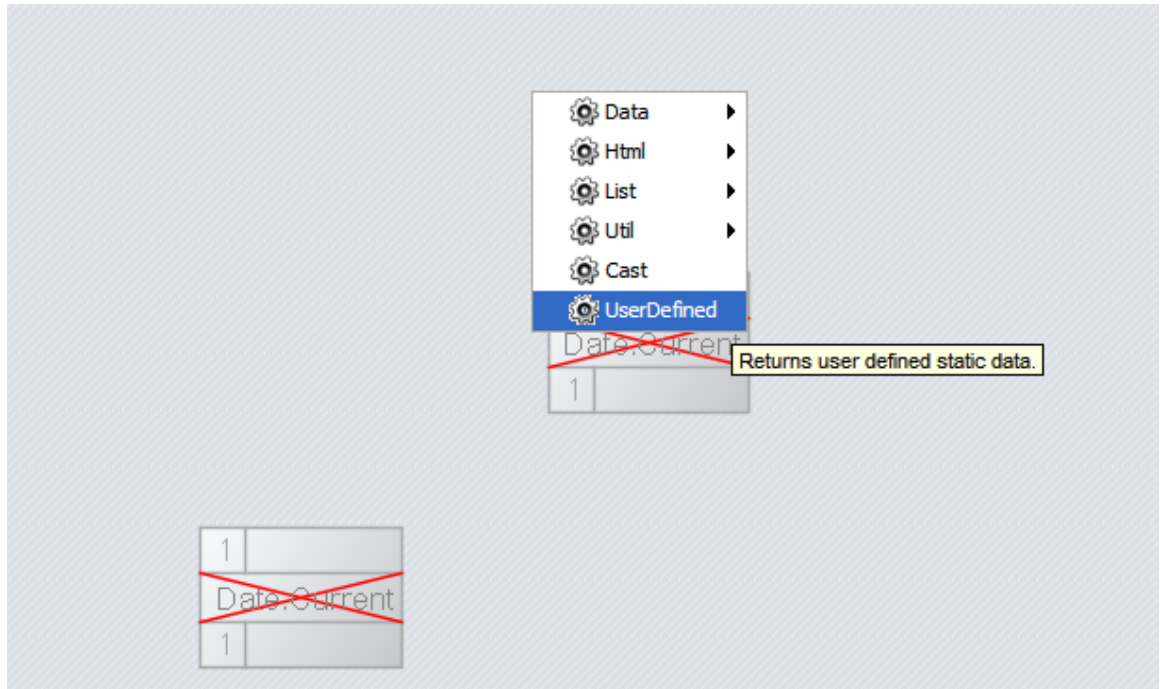 Data
Html
List
Util
Cast
UserDefined
Date.Current
Returns user defined static data.
1
1
Date.Current
1